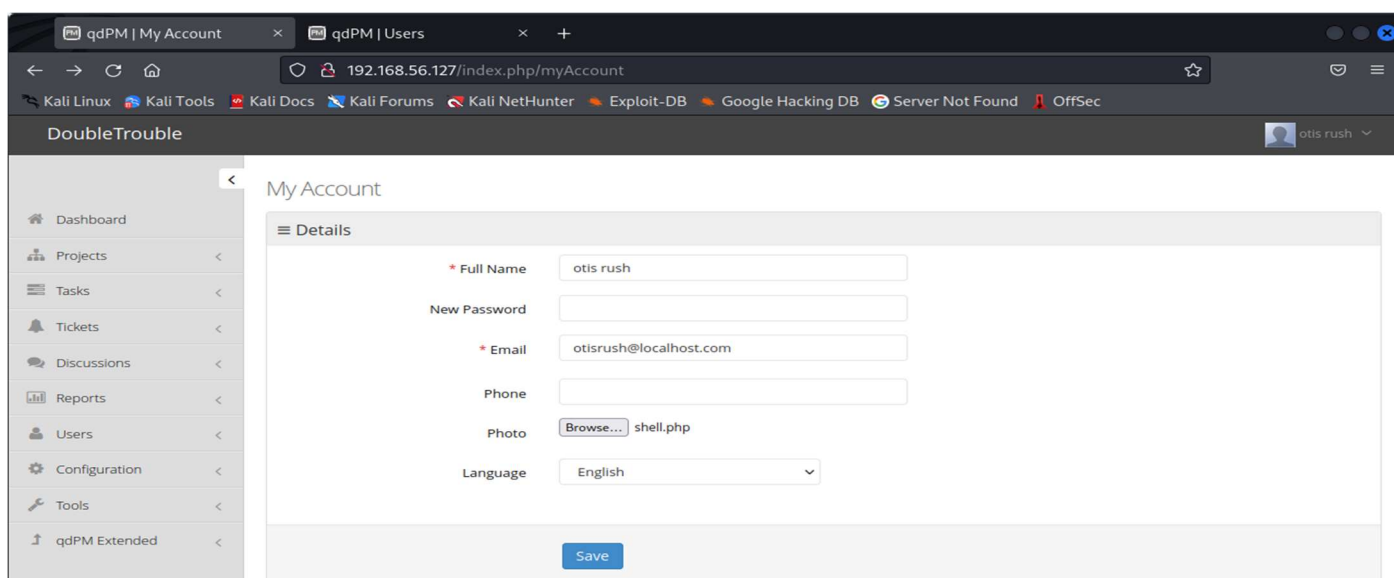 qdPM | My Account × qdPM | Users × +
192.168.56.127/index.php/myAccount
Kali Linux Kali Tools Kali Docs Kali Forums Kali NetHunter Exploit-DB Google Hacking DB Server Not Found OffSec
DoubleTrouble otis rush
My Account
Dashboard
Projects
Tasks
Tickets
Discussions
Reports
Users
Configuration
Tools
qdPM Extended
Details
* Full Name otis rush
New Password
* Email otisrush@localhost.com
Phone
Photo Browse... shell.php
Language English
Save